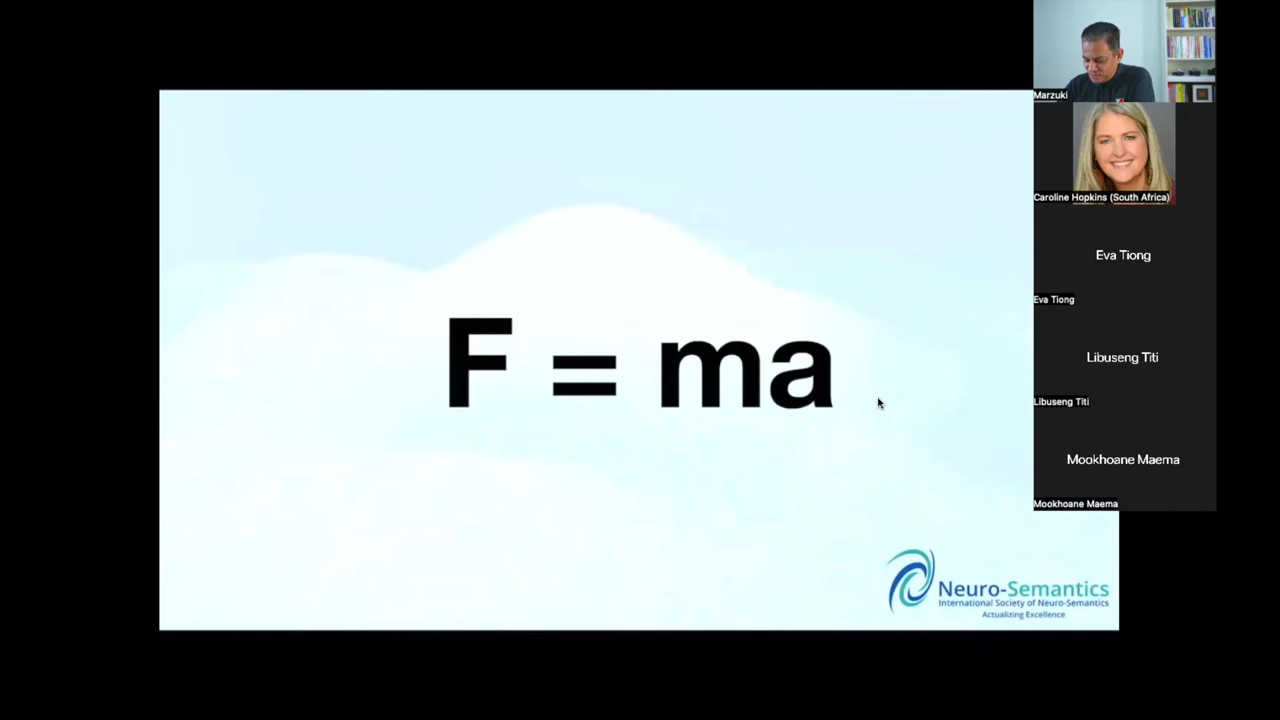 F = ma
Neuro-Semantics
International Society of Neuro-Semantics
Actualizing Excellence
Marzuki
Caroline Hopkins (South Africa)
Eva Tiong
Eva Tiong
Libuseng Titi
Libuseng Titi
Mookhoane Maema
Mookhoane Maema